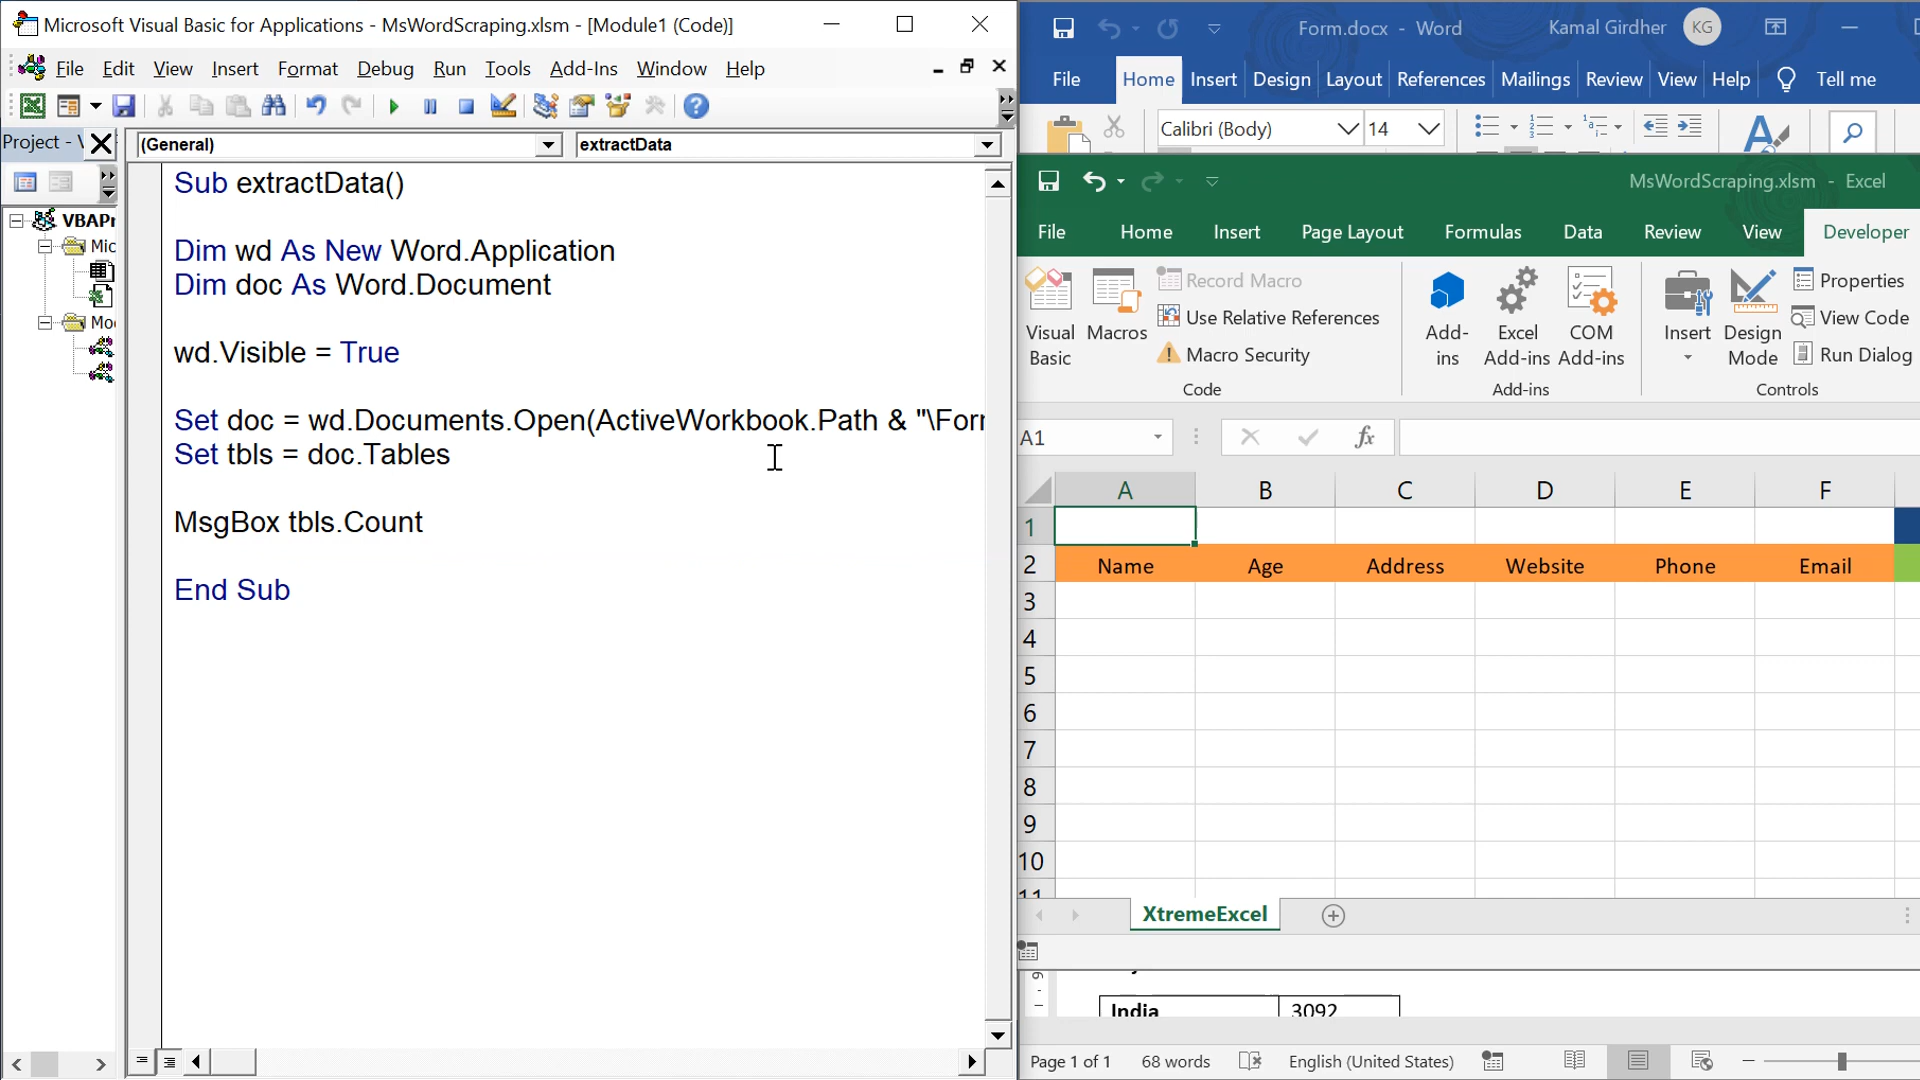 Microsoft Visual Basic for Applications - MsWordScraping.xlsm - [Module1 (Code)]
File Edit View Insert Format Debug Run Tools Add-Ins Window Help
Project -
(General)
extractData
VBAPr
Mic
Mo
Sub extractData()
Dim wd As New Word.Application
Dim doc As Word.Document
wd.Visible = True
Set doc = wd.Documents.Open(ActiveWorkbook.Path & "\Forr
Set tbls = doc.Tables
MsgBox tbls.Count
End Sub
Form.docx - Word
Kamal Girdher KG
File Home Insert Design Layout References Mailings Review View Help Tell me
Calibri (Body) 14
MsWordScraping.xlsm - Excel
File Home Insert Page Layout Formulas Data Review View Developer
Visual Basic
Macros
Record Macro
Use Relative References
Macro Security
Code
Add-ins
Excel Add-ins
COM Add-ins
Add-ins
Insert
Design Mode
Properties
View Code
Run Dialog
Controls
A1 fx
A B C D E F
1
2 Name Age Address Website Phone Email
3
4
5
6
7
8
9
10
11
XtremeExcel
6
India 3092
Page 1 of 1 68 words English (United States)